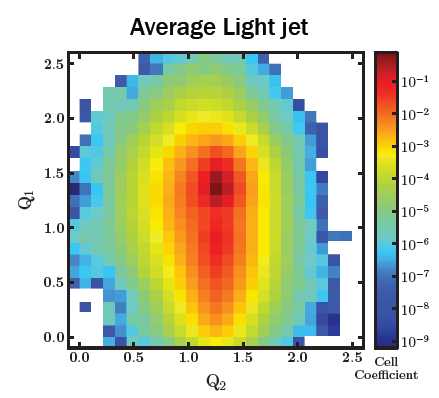 Average Light jet
2.5
2.0
1.5
1.0
0.5
0.0
Q₁
0.0 0.5 1.0 1.5 2.0 2.5
Q₂
10⁻¹
10⁻²
10⁻³
10⁻⁴
10⁻⁵
10⁻⁶
10⁻⁷
10⁻⁸
10⁻⁹
Cell
Coefficient